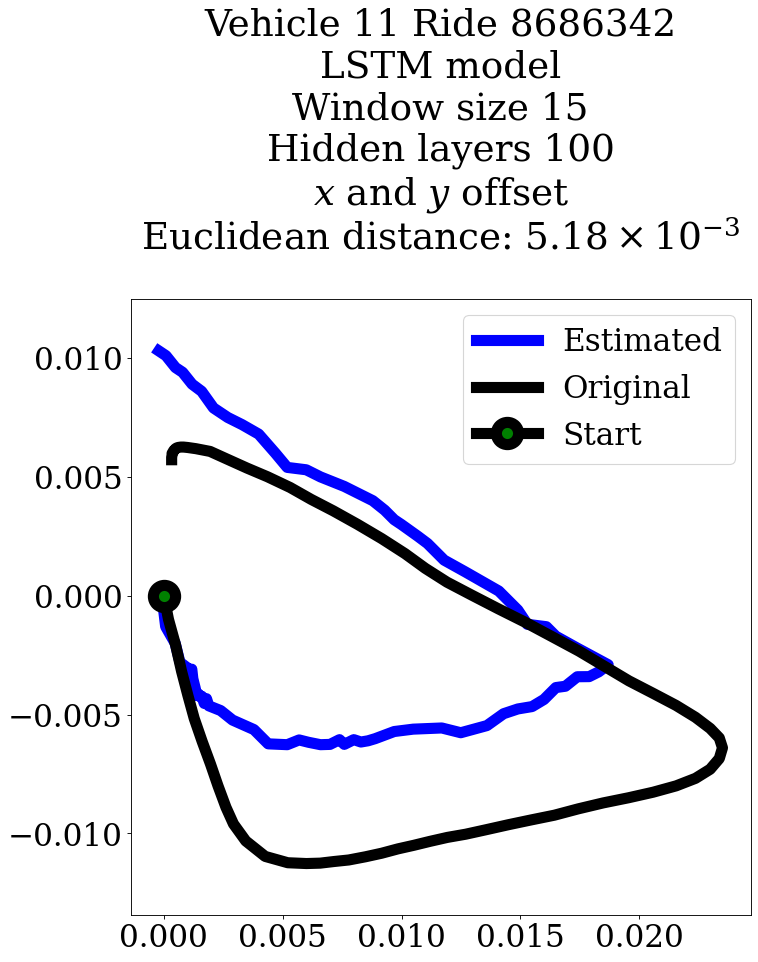 Vehicle 11 Ride 8686342
LSTM model
Window size 15
Hidden layers 100
x and y offset
Euclidean distance: 5.18 × 10⁻³
Estimated
Original
Start
0.010
0.005
0.000
−0.005
−0.010
0.000 0.005 0.010 0.015 0.020